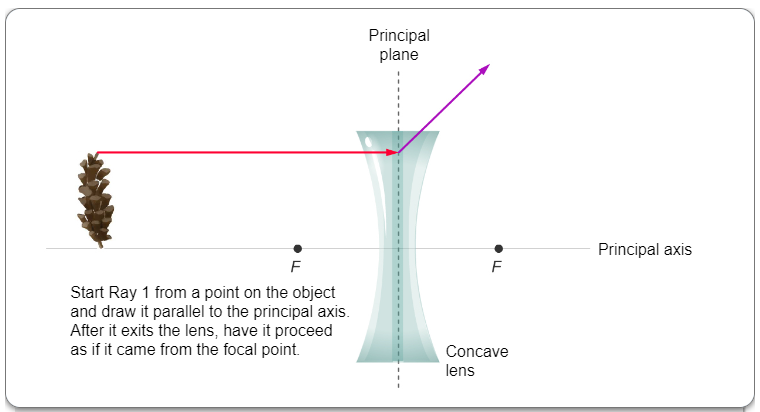 Principal
plane
Principal axis
F
F
Start Ray 1 from a point on the object
and draw it parallel to the principal axis.
After it exits the lens, have it proceed
as if it came from the focal point.
Concave
lens